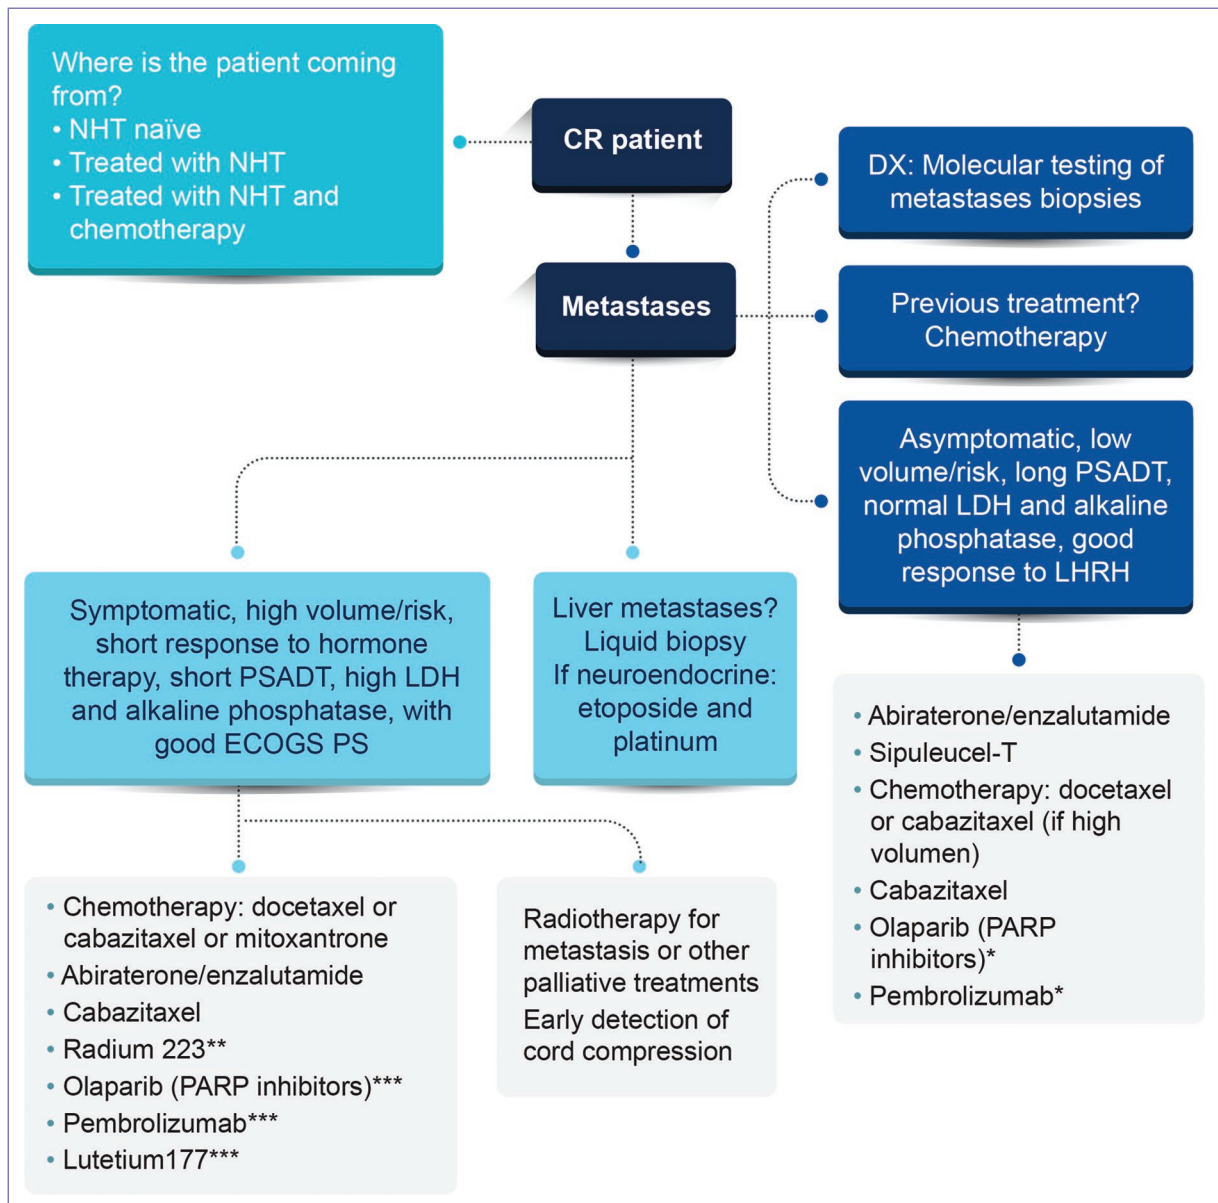 Where is the patient coming
from?
• NHT naïve
• Treated with NHT
• Treated with NHT and
chemotherapy
CR patient
Metastases
DX: Molecular testing of
metastases biopsies
Previous treatment?
Chemotherapy
Asymptomatic, low
volume/risk, long PSADT,
normal LDH and alkaline
phosphatase, good
response to LHRH
Symptomatic, high volume/risk,
short response to hormone
therapy, short PSADT, high LDH
and alkaline phosphatase, with
good ECOGS PS
Liver metastases?
Liquid biopsy
If neuroendocrine:
etoposide and
platinum
• Abiraterone/enzalutamide
• Sipuleucel-T
• Chemotherapy: docetaxel
or cabazitaxel (if high
volumen)
• Cabazitaxel
• Olaparib (PARP
inhibitors)*
• Pembrolizumab*
• Chemotherapy: docetaxel or
cabazitaxel or mitoxantrone
• Abiraterone/enzalutamide
• Cabazitaxel
• Radium 223**
• Olaparib (PARP inhibitors)***
• Pembrolizumab***
• Lutetium177***
Radiotherapy for
metastasis or other
palliative treatments
Early detection of
cord compression